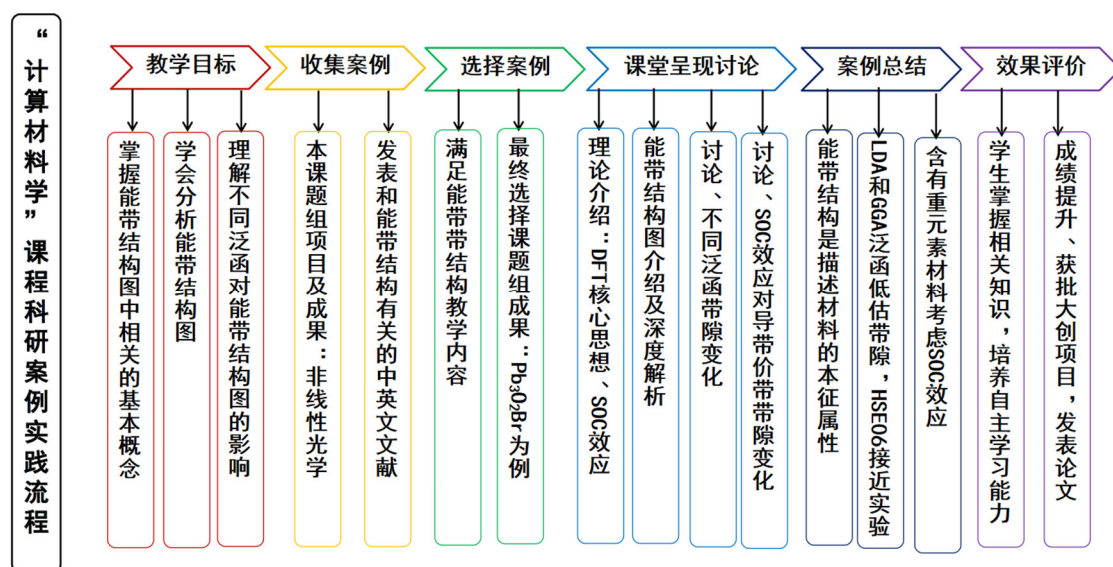 “计算材料学”课程科研案例实践流程
教学目标
收集案例
选择案例
课堂呈现讨论
案例总结
效果评价
掌握能带结构图中相关的基本概念
学会分析能带结构图
理解不同泛函对能带结构图的影响
本课题组项目及成果：非线性光学
发表和能带结构有关的中英文文献
满足能带带结构教学内容
最终选择课题组成果：Pb₃O₂Br为例
理论介绍：DFT核心思想、SOC效应
能带结构图介绍及深度解析
讨论、不同泛函带隙变化
讨论、SOC效应对导带价带带隙变化
能带结构是描述材料的本征属性
LDA和GGA泛函低估带隙，HSE06接近实验
含有重元素材料考虑SOC效应
学生掌握相关知识，培养自主学习能力
成绩提升、获批大创项目，发表论文